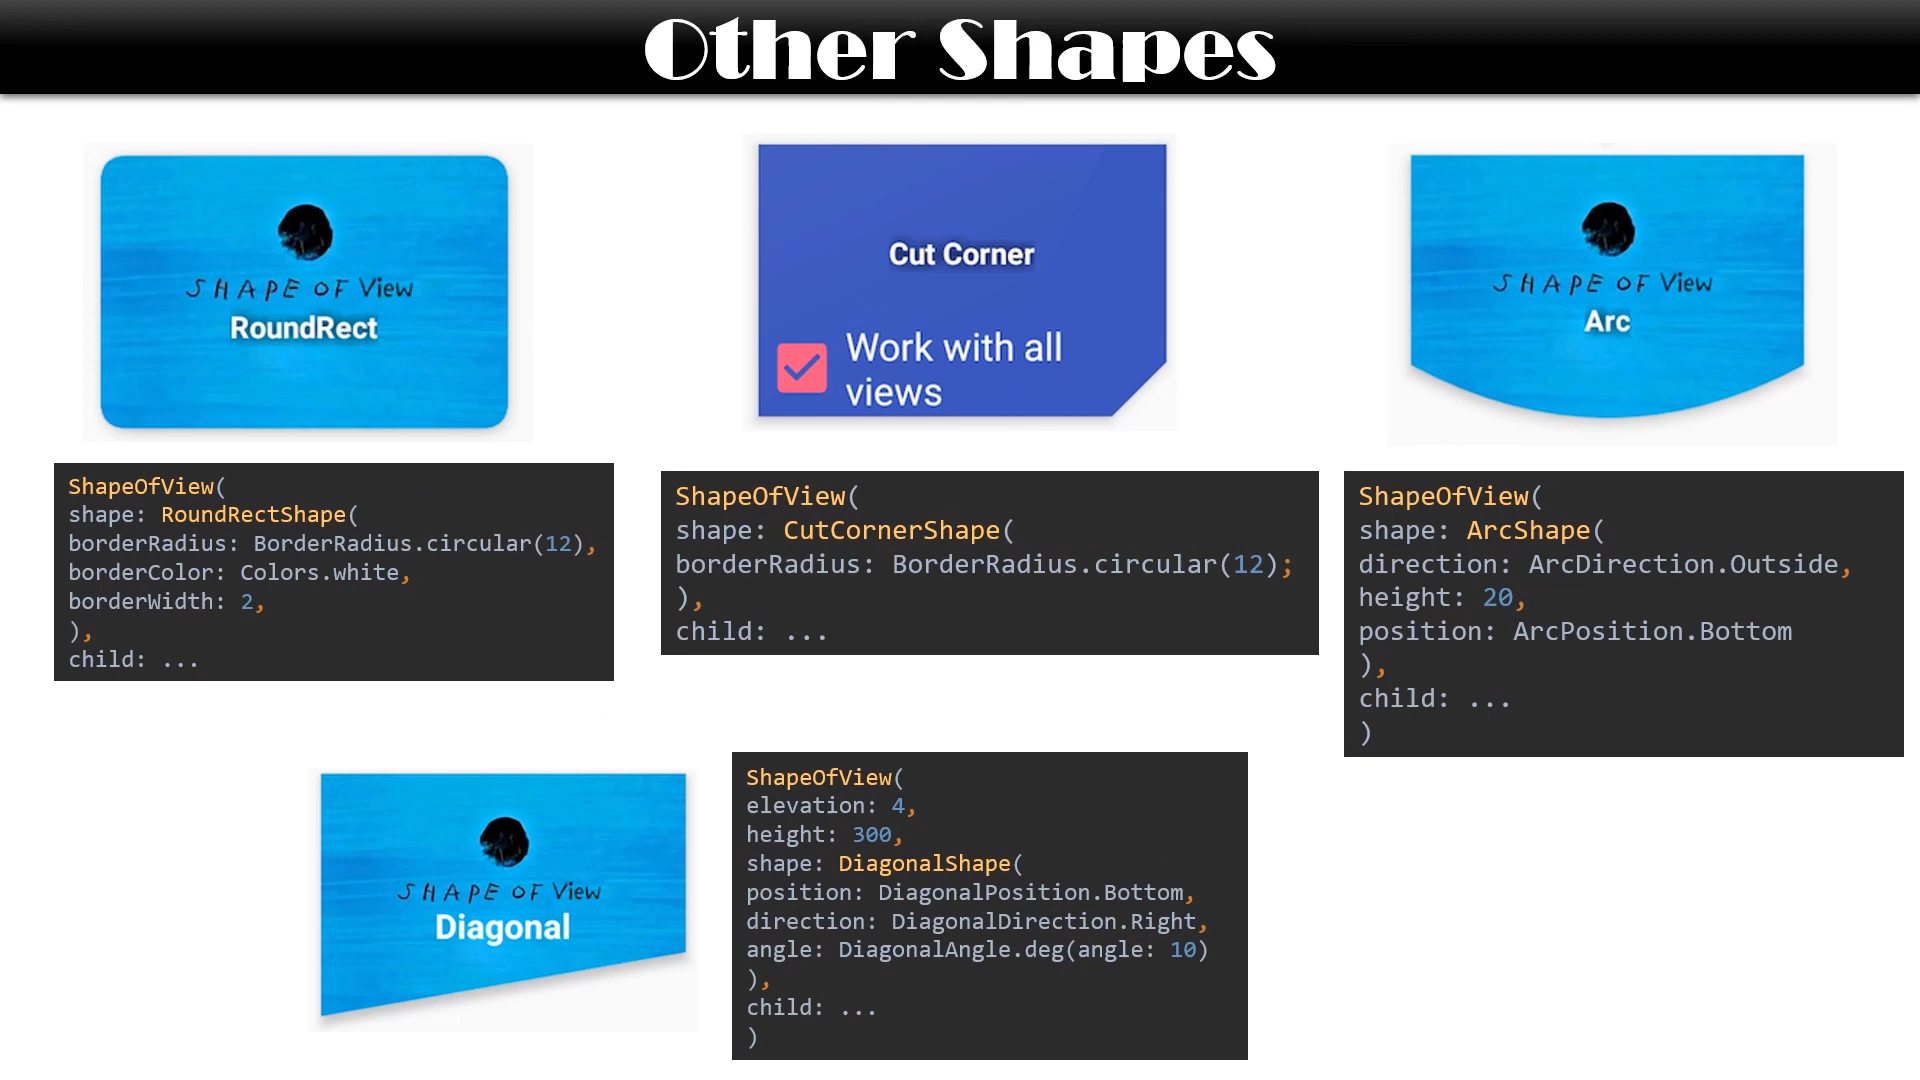 Other Shapes
SHAPE OF View
RoundRect
Cut Corner
Work with all
views
SHAPE OF View
Arc
ShapeOfView(
shape: RoundRectShape(
borderRadius: BorderRadius.circular(12),
borderColor: Colors.white,
borderWidth: 2,
),
child: ...
ShapeOfView(
shape: CutCornerShape(
borderRadius: BorderRadius.circular(12);
),
child: ...
ShapeOfView(
shape: ArcShape(
direction: ArcDirection.Outside,
height: 20,
position: ArcPosition.Bottom
),
child: ...
)
SHAPE OF View
Diagonal
ShapeOfView(
elevation: 4,
height: 300,
shape: DiagonalShape(
position: DiagonalPosition.Bottom,
direction: DiagonalDirection.Right,
angle: DiagonalAngle.deg(angle: 10)
),
child: ...
)